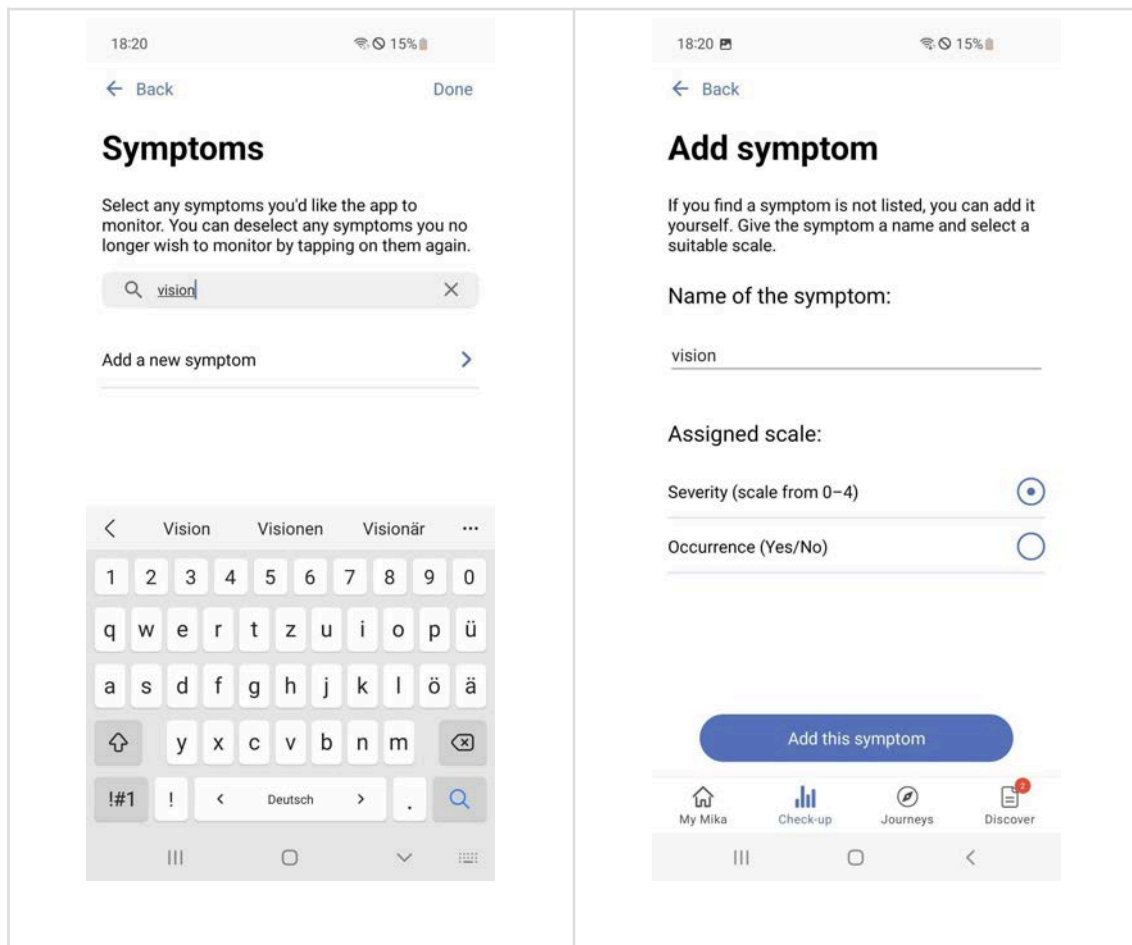 18:20
15%
Back
Done
Symptoms
Select any symptoms you'd like the app to
monitor. You can deselect any symptoms you no
longer wish to monitor by tapping on them again.
vision
Add a new symptom
Vision Visionen Visionär ...
1 2 3 4 5 6 7 8 9 0
q w e r t z u i o p ü
a s d f g h j k l ö ä
y x c v b n m
!#1 ! < Deutsch > .
18:20
15%
Back
Add symptom
If you find a symptom is not listed, you can add it
yourself. Give the symptom a name and select a
suitable scale.
Name of the symptom:
vision
Assigned scale:
Severity (scale from 0–4)
Occurrence (Yes/No)
Add this symptom
2
My Mika Check-up Journeys Discover